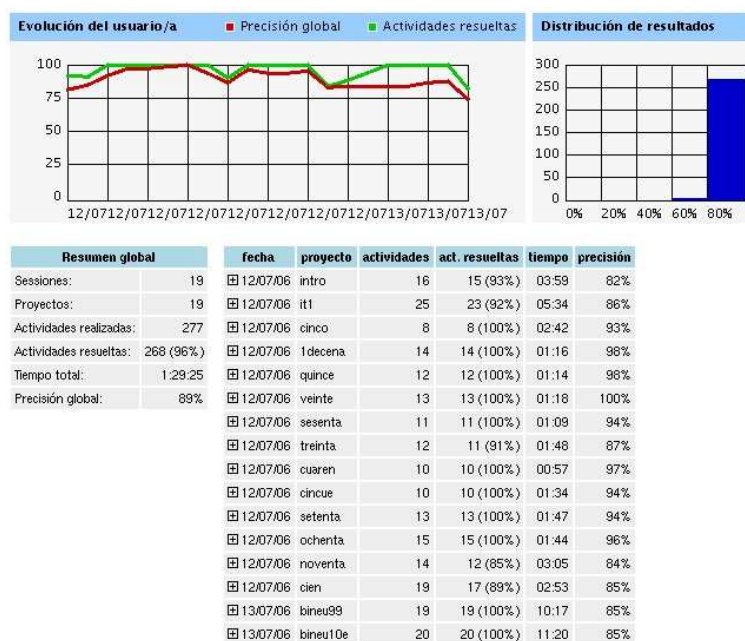 Evolución del usuario/a Precisión global Actividades resueltas
100
75
50
25
0
12/0712/0712/0712/0712/0712/0712/0712/0713/0713/0713/07
Distribución de resultados
300
250
200
150
100
50
0
0% 20% 40% 60% 80%
Resumen global
Sessiones: 19
Proyectos: 19
Actividades realizadas: 277
Actividades resueltas: 268 (96%)
Tiempo total: 1:29:25
Precisión global: 89%
fecha proyecto actividades act. resueltas tiempo precisión
12/07/06 intro 16 15 (93%) 03:59 82%
12/07/06 it1 25 23 (92%) 05:34 86%
12/07/06 cinco 8 8 (100%) 02:42 93%
12/07/06 1decena 14 14 (100%) 01:16 98%
12/07/06 quince 12 12 (100%) 01:14 98%
12/07/06 veinte 13 13 (100%) 01:18 100%
12/07/06 sesenta 11 11 (100%) 01:09 94%
12/07/06 treinta 12 11 (91%) 01:48 87%
12/07/06 cuaren 10 10 (100%) 00:57 97%
12/07/06 cincue 10 10 (100%) 01:34 94%
12/07/06 setenta 13 13 (100%) 01:47 94%
12/07/06 ochenta 15 15 (100%) 01:44 96%
12/07/06 noventa 14 12 (85%) 03:05 84%
12/07/06 cien 19 17 (89%) 02:53 85%
13/07/06 bineu99 19 19 (100%) 10:17 85%
13/07/06 bineu10e 20 20 (100%) 11:20 85%